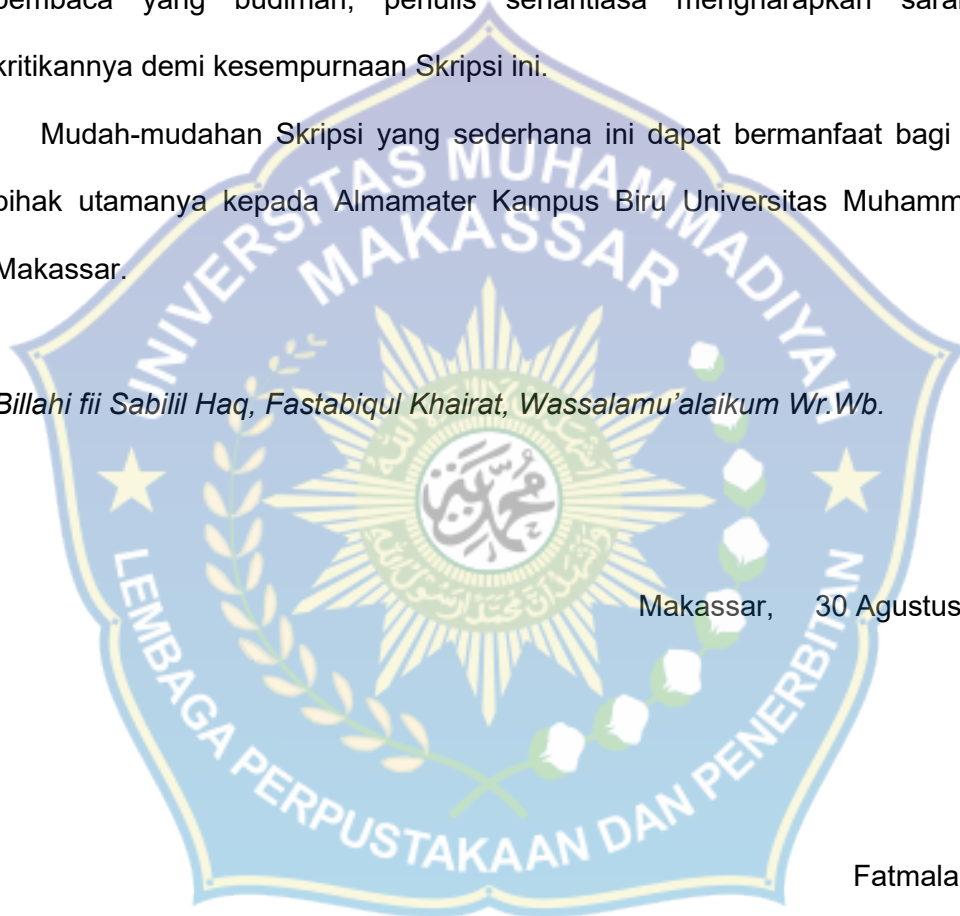 pembaca yang budiman, penulis senantiasa mengharapkan
kritikannya demi kesempurnaan Skripsi ini.
Mudah-mudahan Skripsi yang sederhana ini dapat bermanfaat bagi
pihak utamanya kepada Almamater Kampus Biru Universitas
Makassar.
Billahi fii Sabilil Haq, Fastabiqul Khairat, Wassalamu’alaikum Wr.Wb.
Makassar, 30 Agustus
Fatmala
UNIVERSITAS MUHAMMADIYAH
MAKASSAR
محمد
LEMBAGA PERPUSTAKAAN DAN PENERBITAN